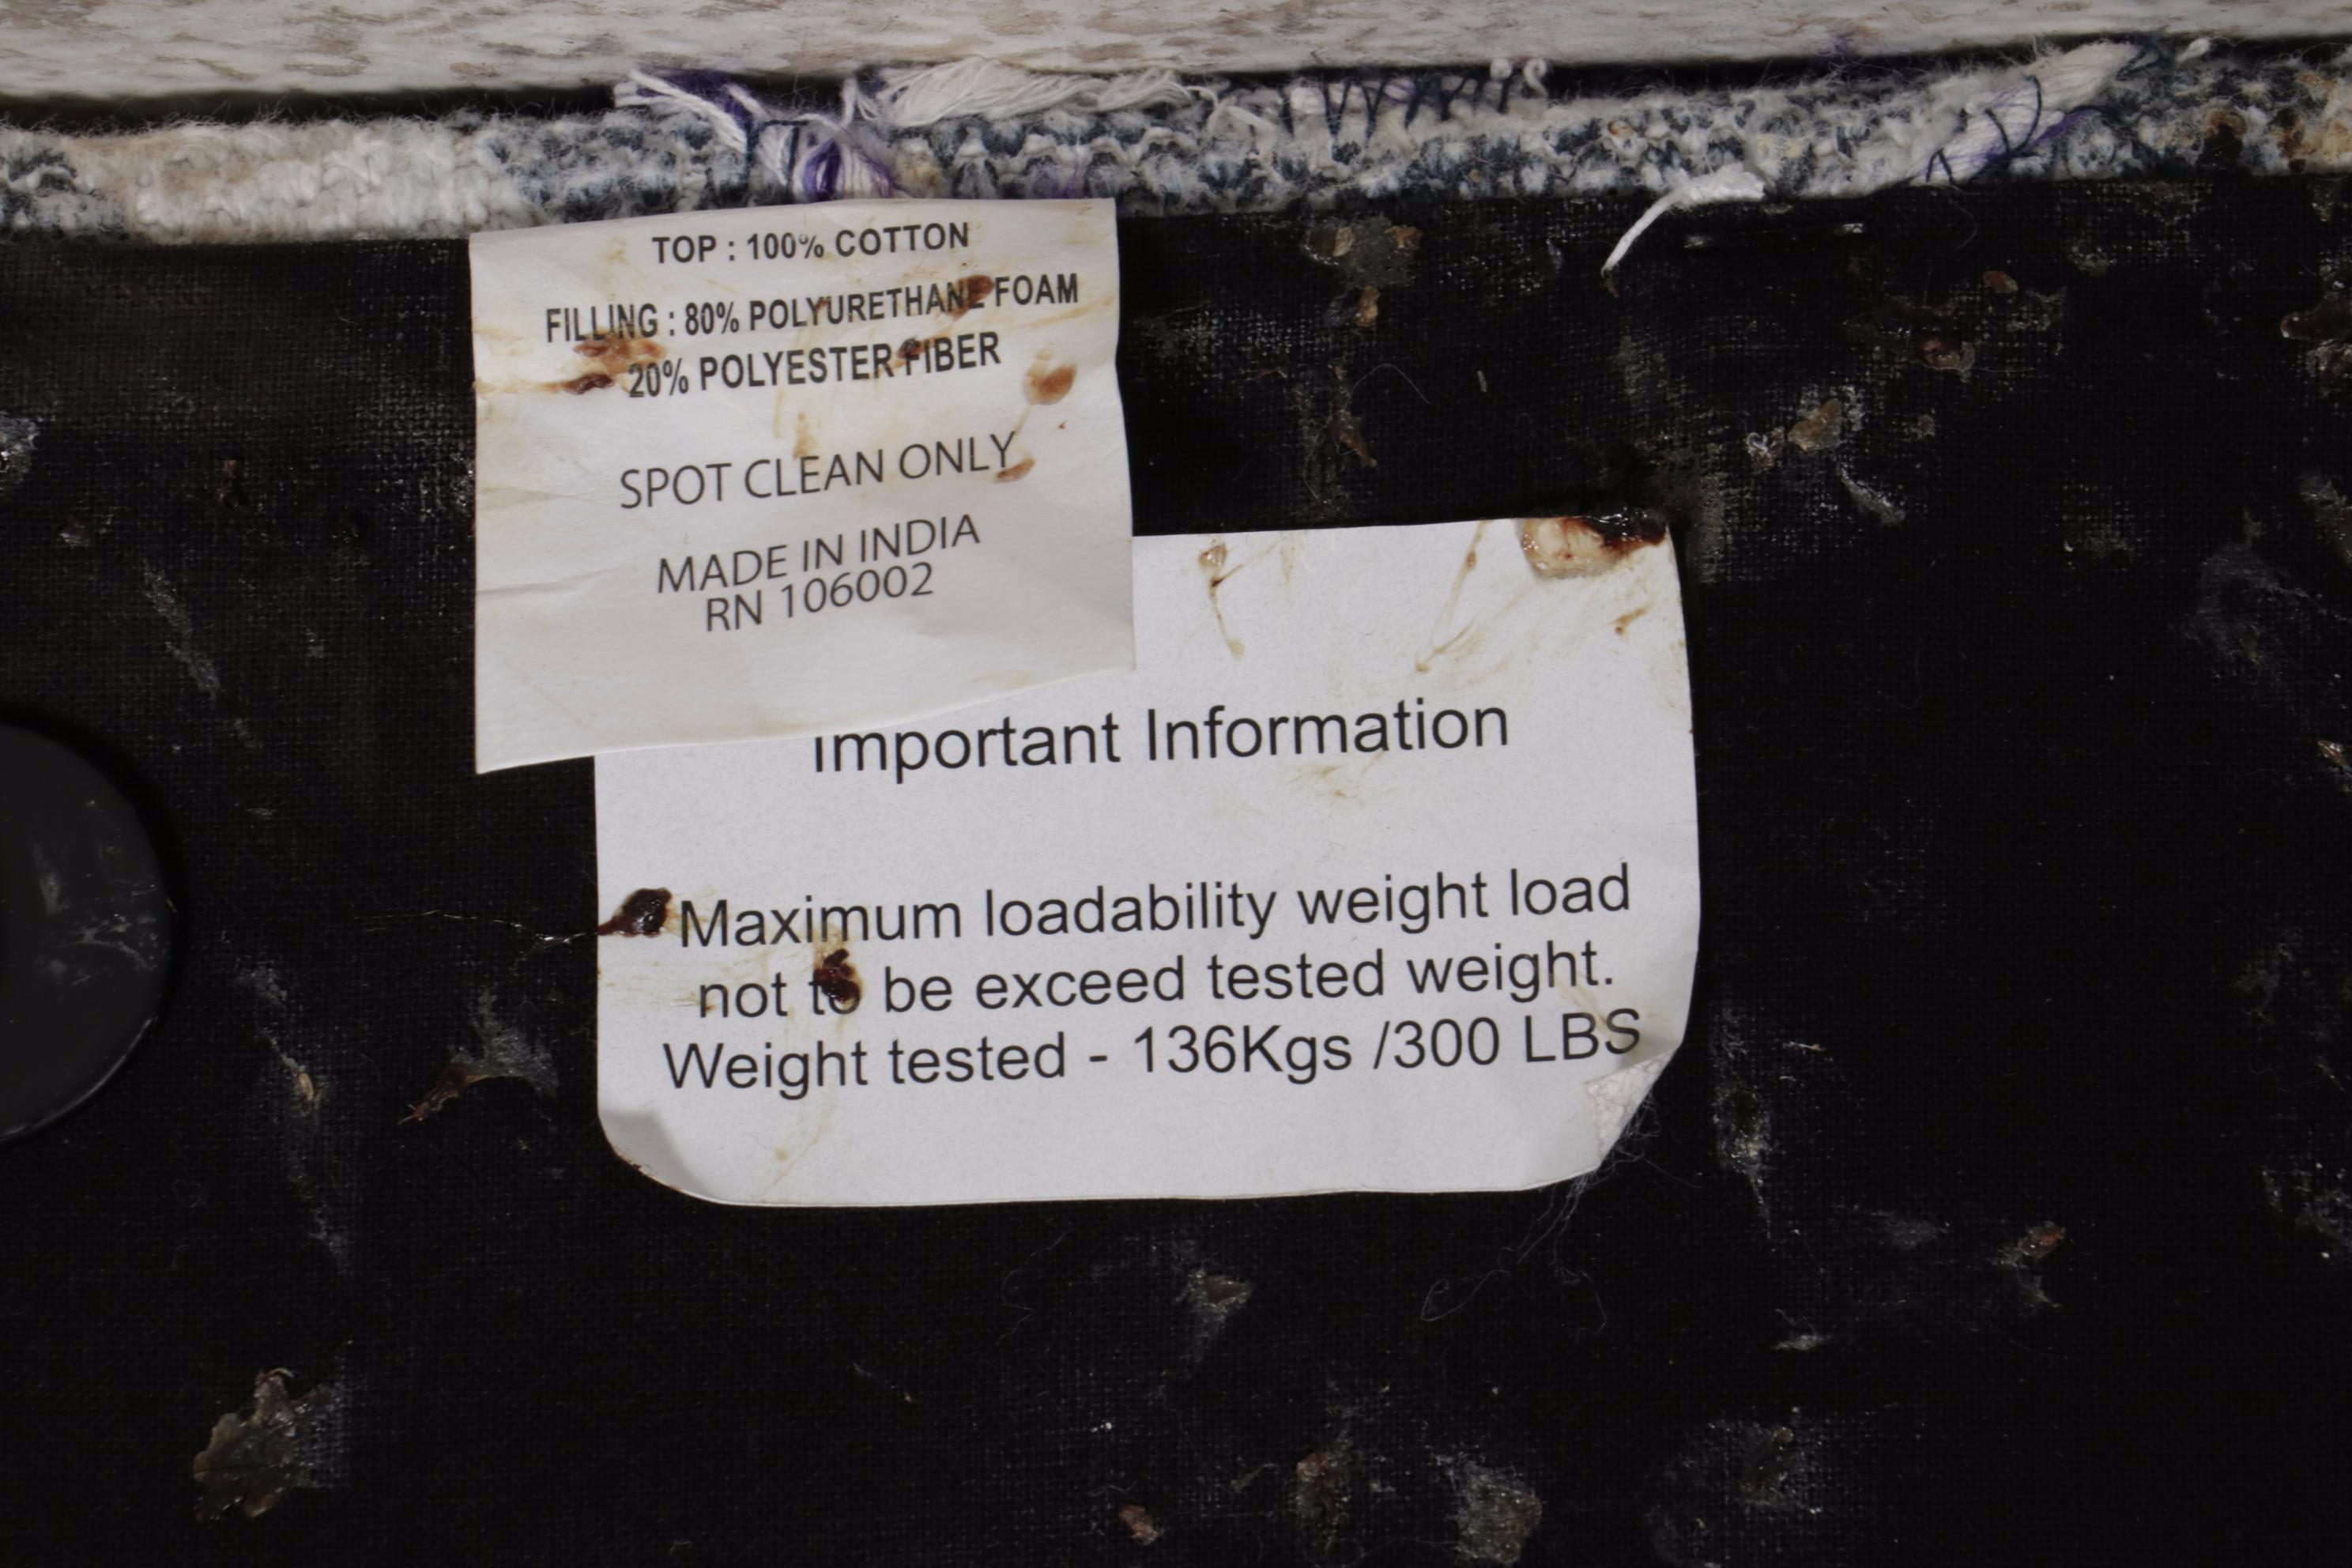 TOP : 100% COTTON
FILLING : 80% POLYURETHANE FOAM
20% POLYESTER FIBER
SPOT CLEAN ONLY
MADE IN INDIA
RN 106002
Important Information
Maximum loadability weight load
not to be exceed tested weight.
Weight tested - 136Kgs /300 LBS